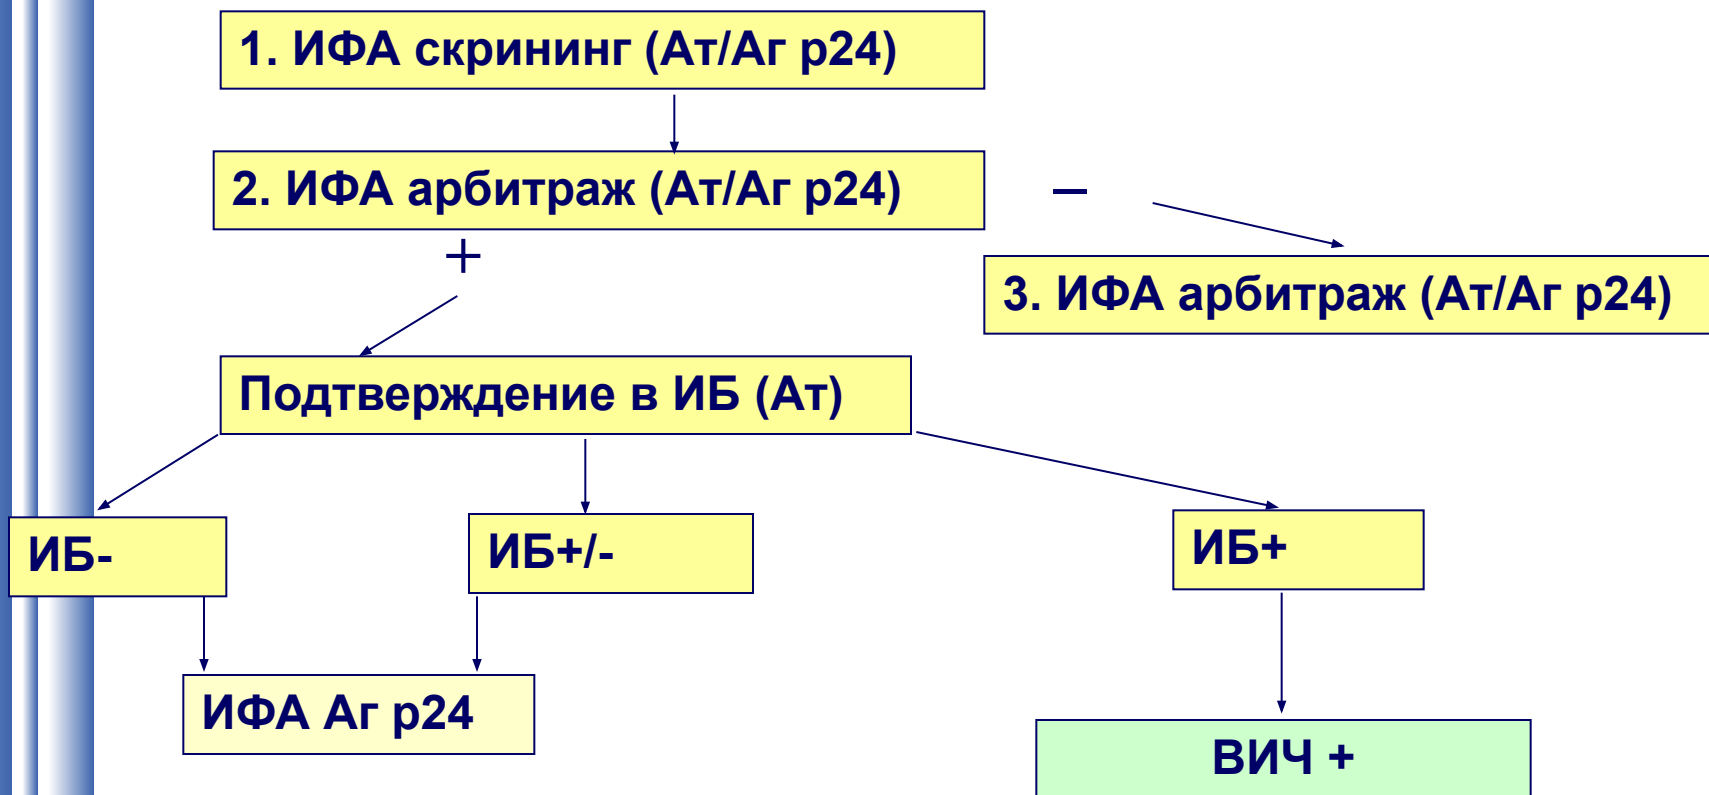 1. ИФА скрининг (Ат/Аг р24)
2. ИФА арбитраж (Ат/Аг р24)
–
+
3. ИФА арбитраж (Ат/Аг р24)
Подтверждение в ИБ (Ат)
ИБ-
ИБ+/-
ИБ+
ИФА Аг р24
ВИЧ +